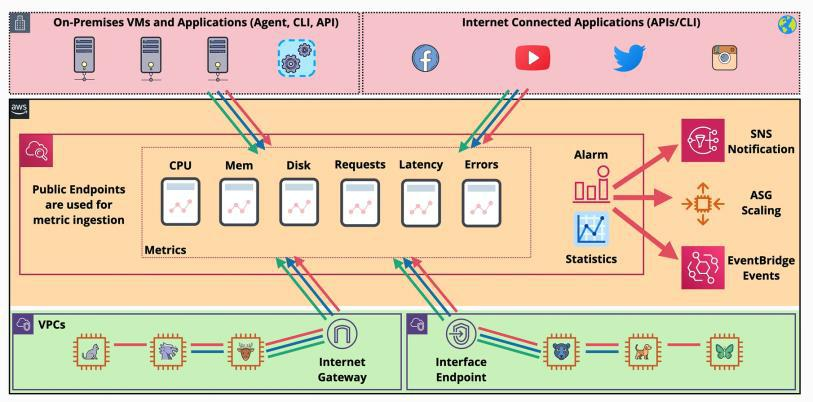 On-Premises VMs and Applications (Agent, CLI, API)
Internet Connected Applications (APIs/CLI)
aws
Public Endpoints
are used for
metric ingestion
CPU
Mem
Disk
Requests
Latency
Errors
Metrics
Alarm
Statistics
SNS
Notification
ASG
Scaling
EventBridge
Events
VPCs
Internet
Gateway
Interface
Endpoint